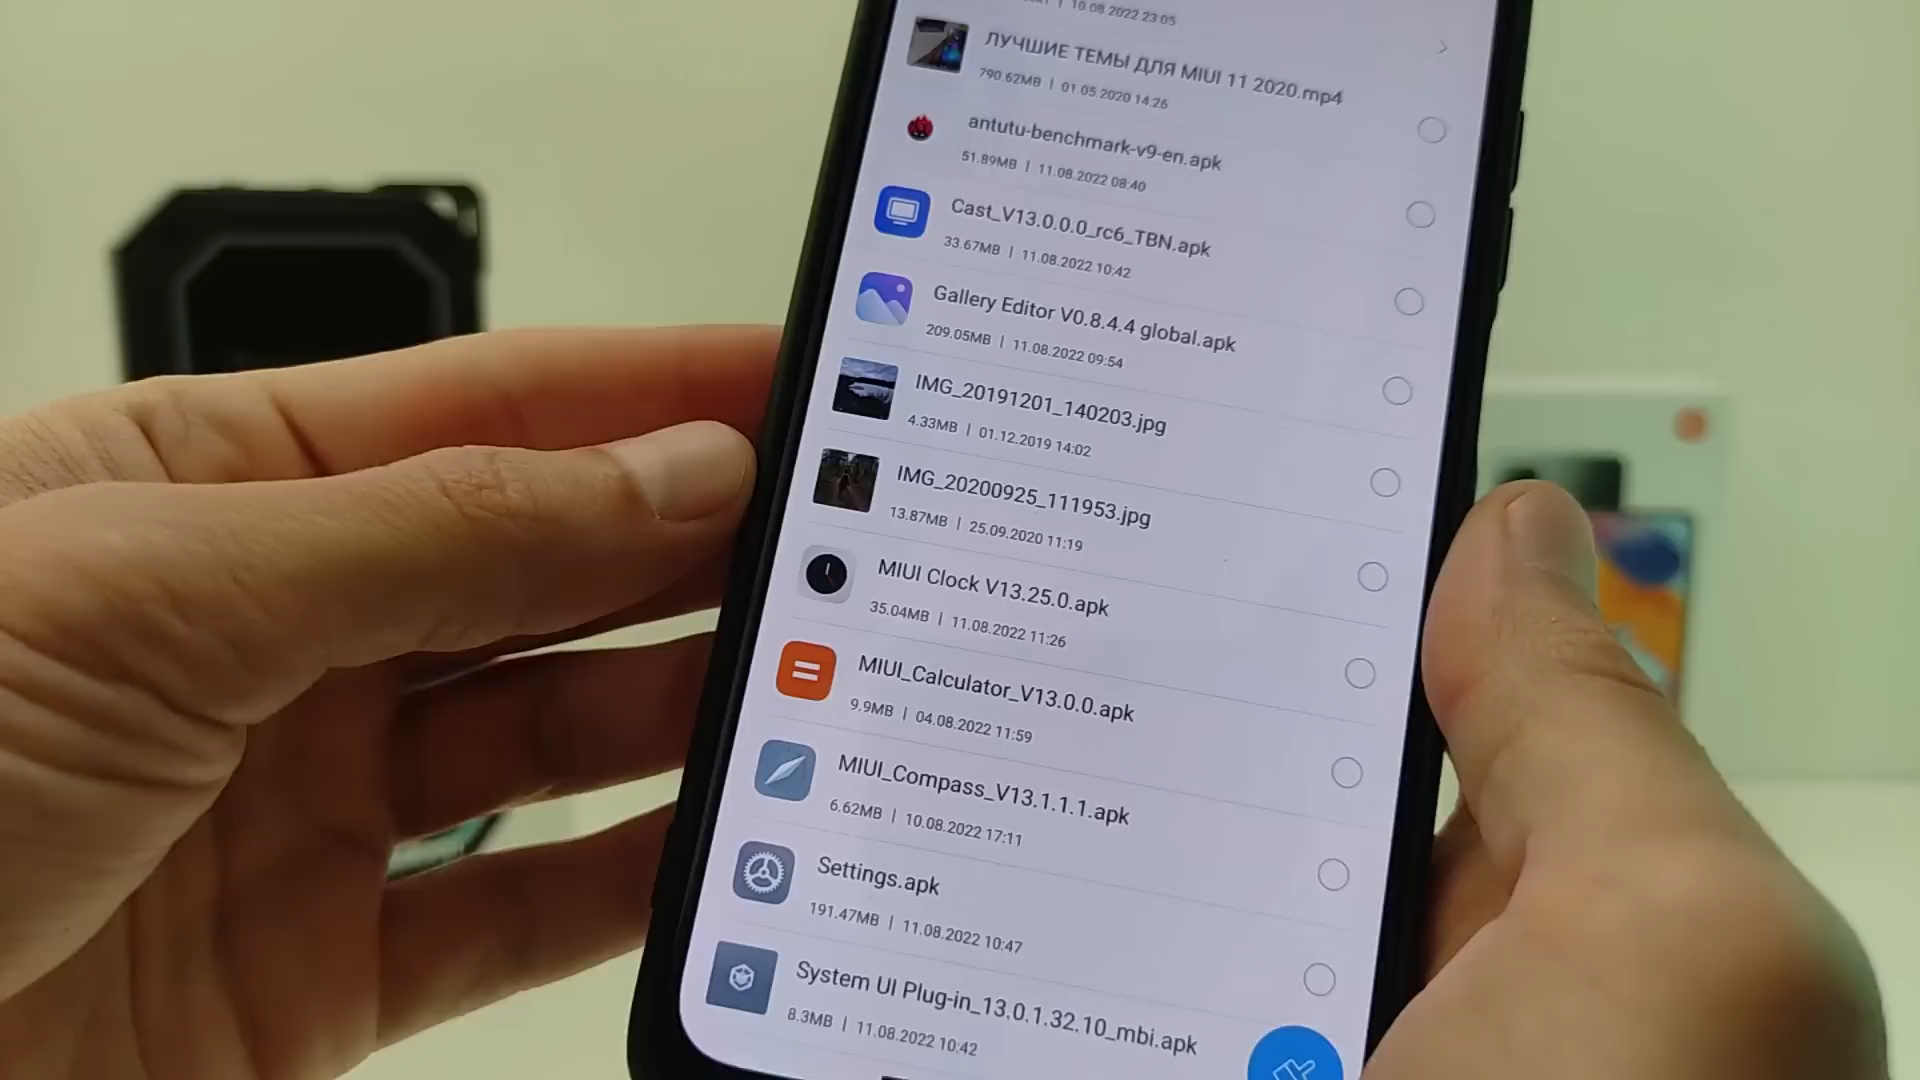 10.08.2022 23:05
ЛУЧШИЕ ТЕМЫ ДЛЯ MIUI 11 2020.mp4
790.62MB | 01.05.2020 14:26
antutu-benchmark-v9-en.apk
51.89MB | 11.08.2022 08:40
Cast_V13.0.0.0_rc6_TBN.apk
33.67MB | 11.08.2022 10:42
Gallery Editor V0.8.4.4 global.apk
209.05MB | 11.08.2022 09:54
IMG_20191201_140203.jpg
4.33MB | 01.12.2019 14:02
IMG_20200925_111953.jpg
13.87MB | 25.09.2020 11:19
MIUI Clock V13.25.0.apk
35.04MB | 11.08.2022 11:26
MIUI_Calculator_V13.0.0.apk
9.9MB | 04.08.2022 11:59
MIUI_Compass_V13.1.1.1.apk
6.62MB | 10.08.2022 17:11
Settings.apk
191.47MB | 11.08.2022 10:47
System UI Plug-in_13.0.1.32.10_mbi.apk
8.3MB | 11.08.2022 10:42